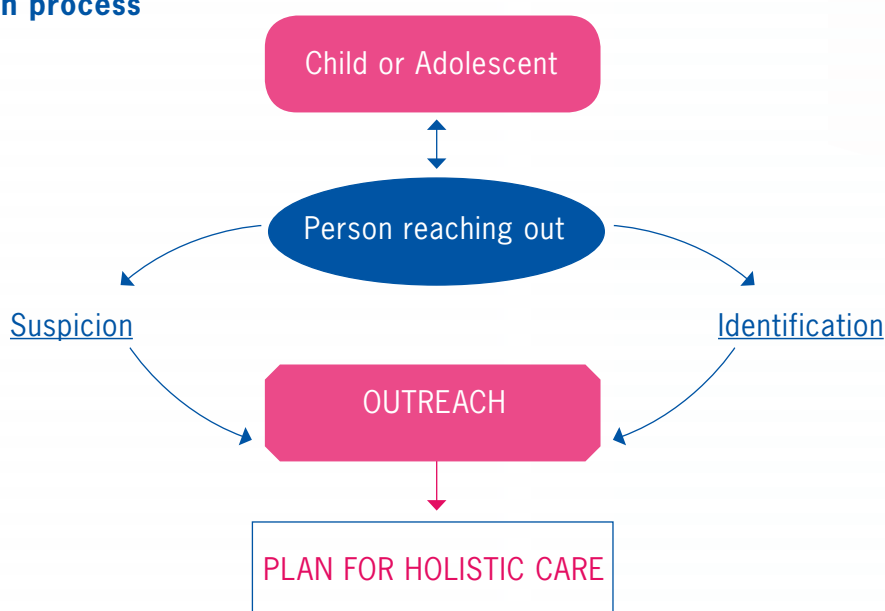 process
Child or Adolescent
Person reaching out
Suspicion
Identification
OUTREACH
PLAN FOR HOLISTIC CARE